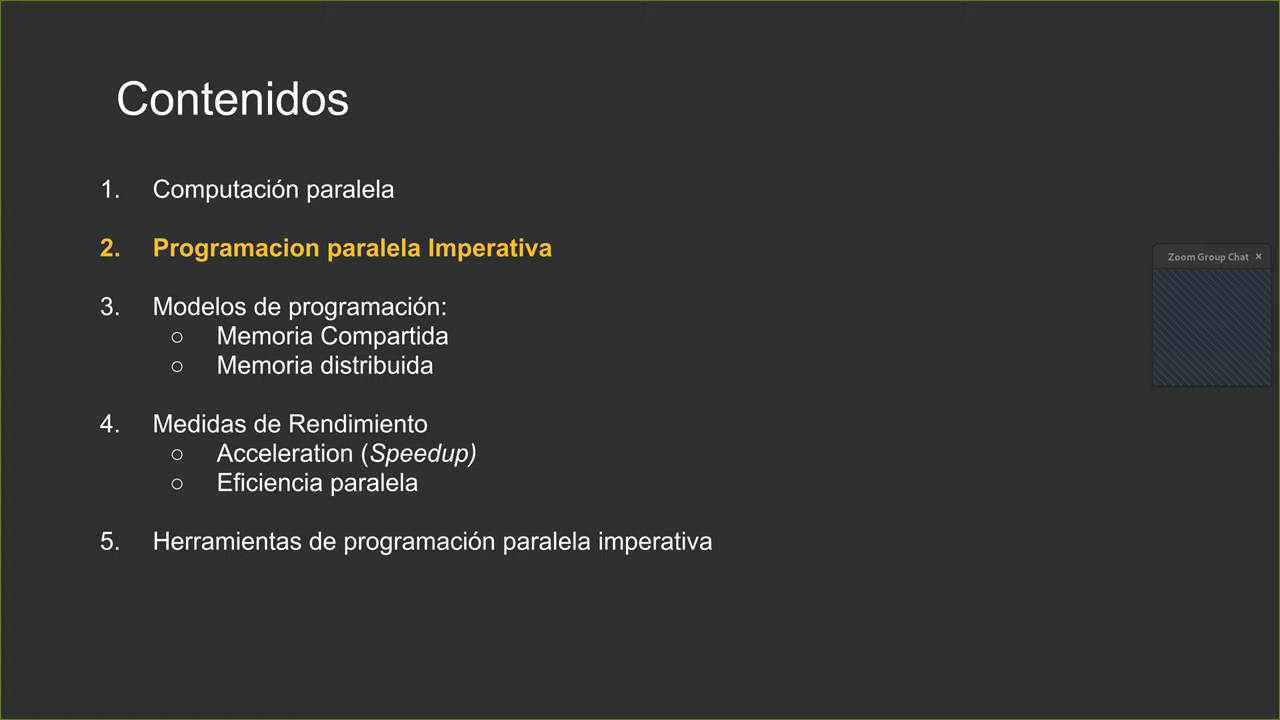 Contenidos
1. Computación paralela
2. Programacion paralela Imperativa
3. Modelos de programación:
○ Memoria Compartida
○ Memoria distribuida
4. Medidas de Rendimiento
○ Acceleration (Speedup)
○ Eficiencia paralela
5. Herramientas de programación paralela imperativa
Zoom Group Chat ×